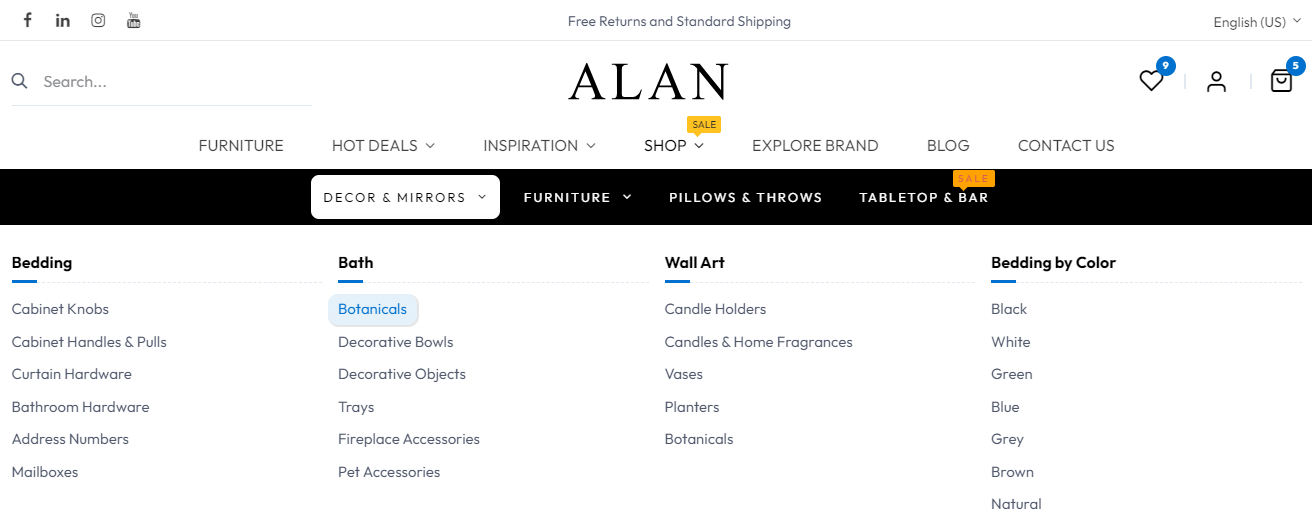 You Tube Free Returns and Standard Shipping English (US)
Search... ALAN 9 5
SALE
FURNITURE HOT DEALS INSPIRATION SHOP EXPLORE BRAND BLOG CONTACT US
SALE
DECOR & MIRRORS FURNITURE PILLOWS & THROWS TABLETOP & BAR
Bedding Bath Wall Art Bedding by Color
Cabinet Knobs Botanicals Candle Holders Black
Cabinet Handles & Pulls Decorative Bowls Candles & Home Fragrances White
Curtain Hardware Decorative Objects Vases Green
Bathroom Hardware Trays Planters Blue
Address Numbers Fireplace Accessories Botanicals Grey
Mailboxes Pet Accessories Brown
Natural